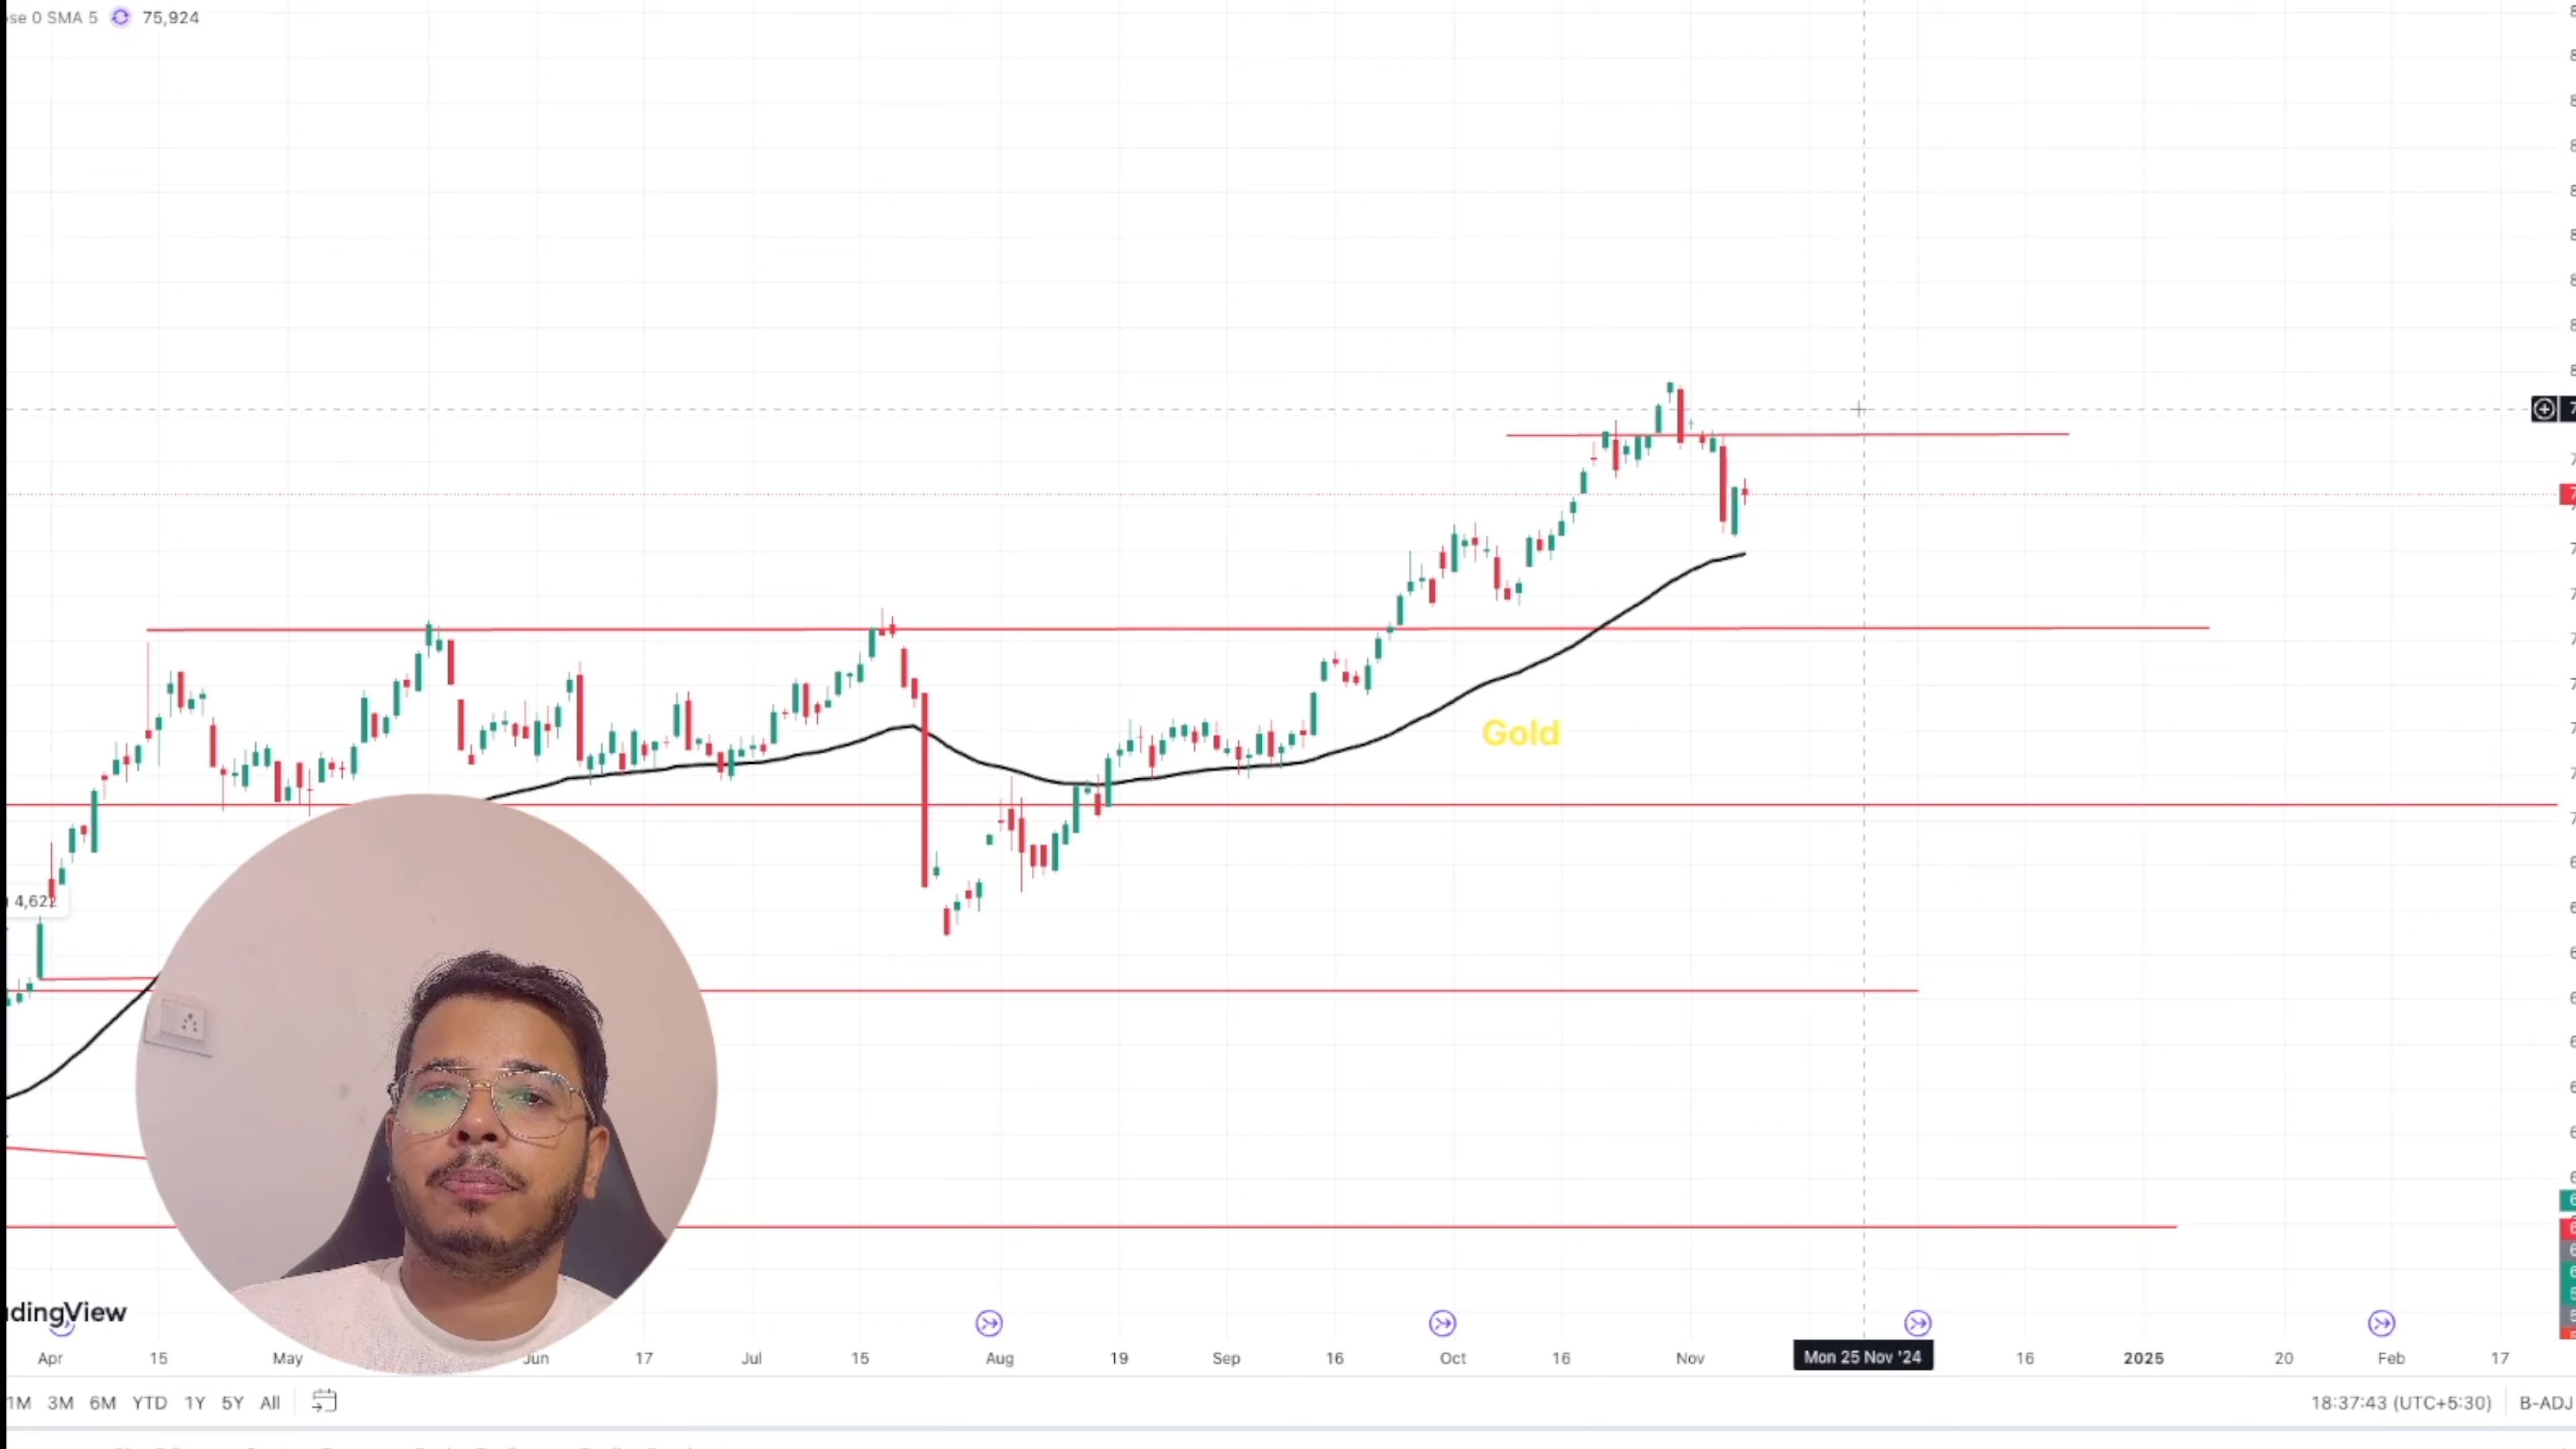 ose 0 SMA 5 75,924
Gold
4,622
dingView
Apr 15 May Jun 17 Jul 15 Aug 19 Sep 16 Oct 16 Nov Mon 25 Nov '24 16 2025 20 Feb 17
1M 3M 6M YTD 1Y 5Y All 18:37:43 (UTC+5:30) B-ADJ